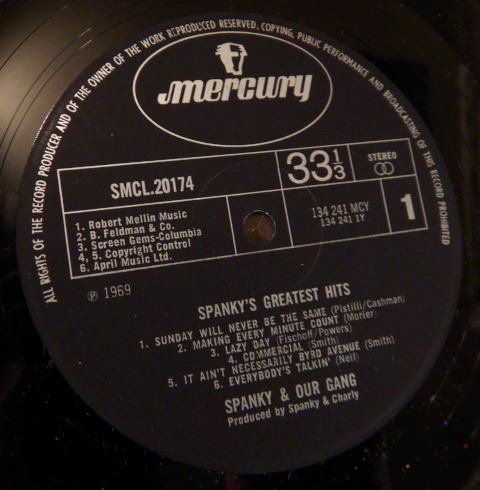 ALL RIGHTS OF THE RECORD PRODUCER AND OF THE OWNER OF THE WORK REPRODUCED RESERVED. COPYING, PUBLIC PERFORMANCE AND BROADCASTING OF THIS RECORD PROHIBITED
mercury
SMCL.20174
33 1/3
STEREO
1. Robert Mellin Music
2. B. Feldman & Co.
3. Screen Gems-Columbia
4, 5. Copyright Control
6. April Music Ltd.
134 241 MCY
134 241 1Y
1
Ⓟ 1969
SPANKY'S GREATEST HITS
1. SUNDAY WILL NEVER BE THE SAME (Pistilli/Cashman)
2. MAKING EVERY MINUTE COUNT (Morier)
3. LAZY DAY (Fischoff/Powers)
4. COMMERCIAL (Smith)
5. IT AIN'T NECESSARILY BYRD AVENUE (Smith)
6. EVERYBODY'S TALKIN' (Neil)
SPANKY & OUR GANG
Produced by Spanky & Charly